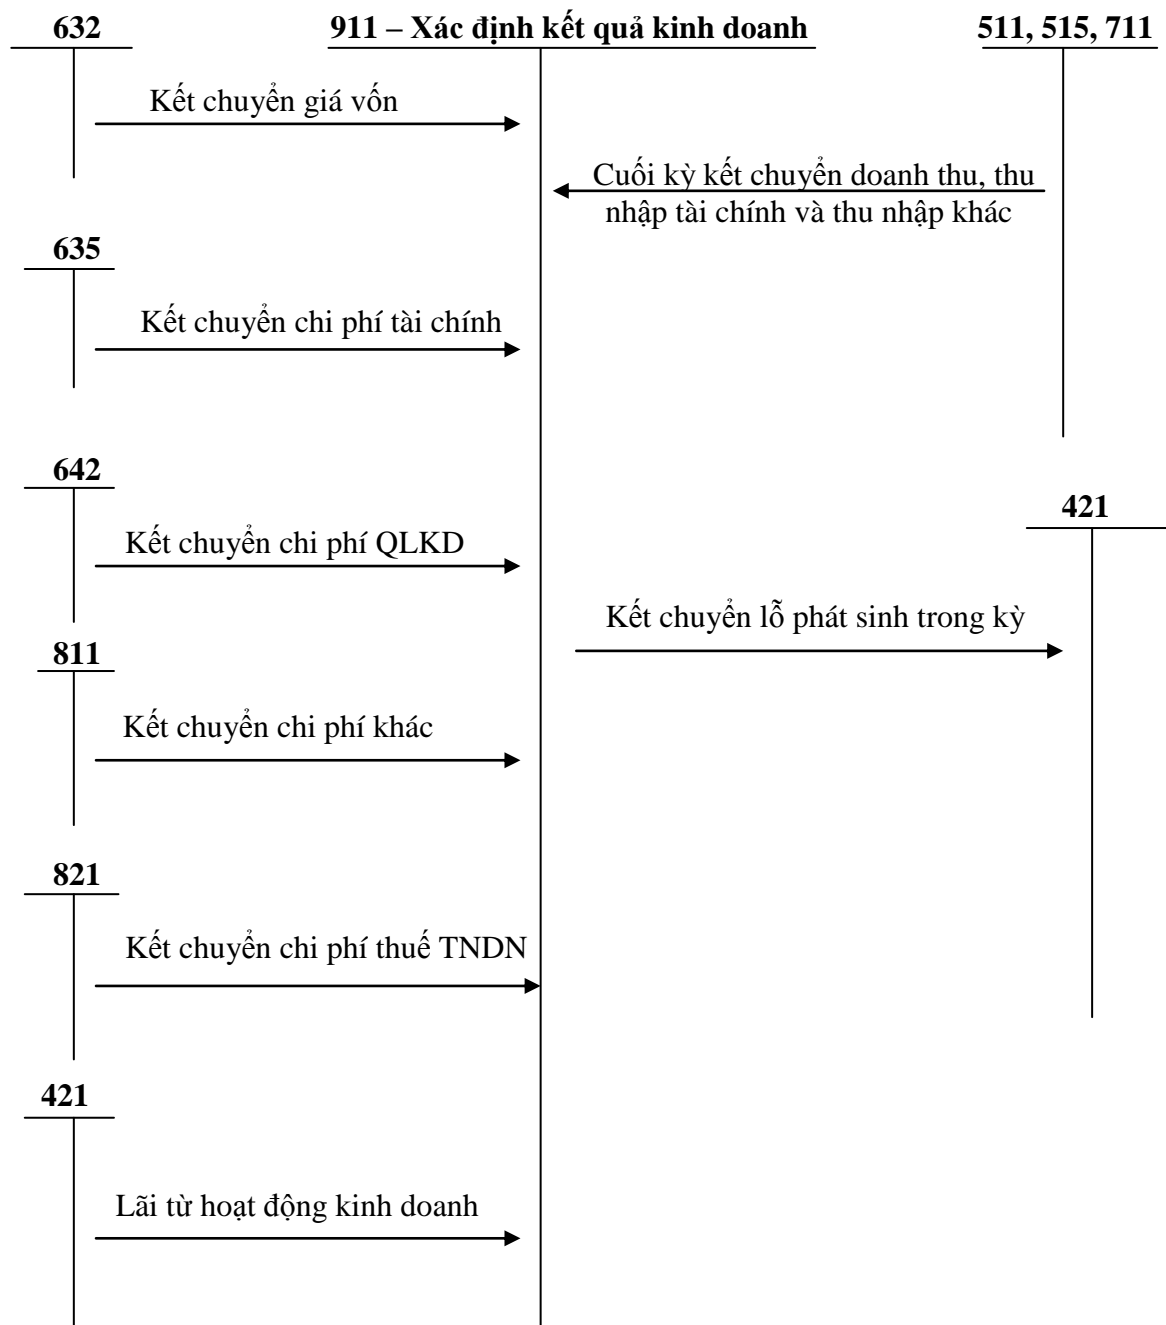 632
911 – Xác định kết quả kinh doanh
511, 515, 711
Kết chuyển giá vốn
Cuối kỳ kết chuyển doanh thu, thu
nhập tài chính và thu nhập khác
635
Kết chuyển chi phí tài chính
642
421
Kết chuyển chi phí QLKD
Kết chuyển lỗ phát sinh trong kỳ
811
Kết chuyển chi phí khác
821
Kết chuyển chi phí thuế TNDN
421
Lãi từ hoạt động kinh doanh